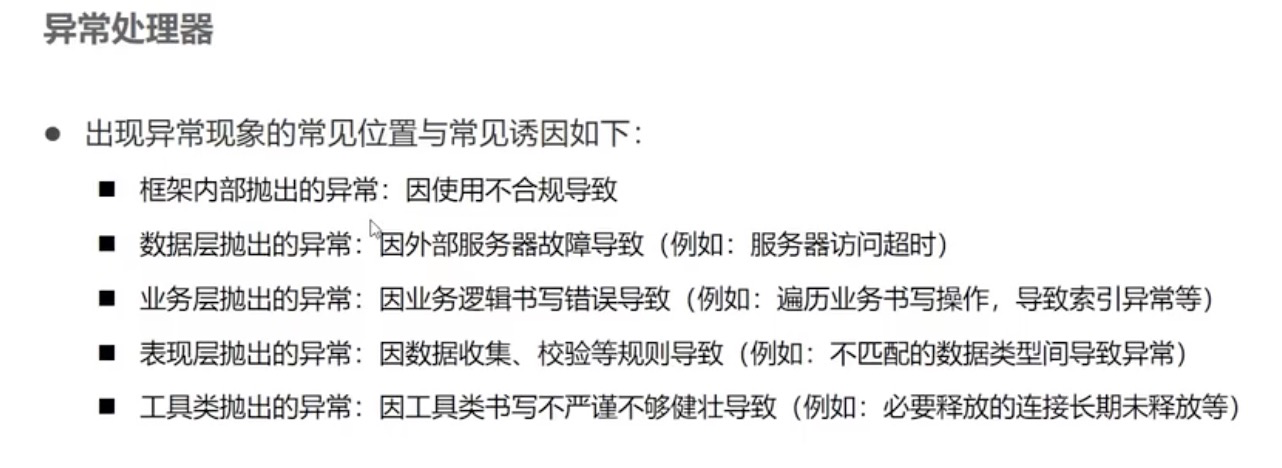 异常处理器
● 出现异常现象的常见位置与常见诱因如下：
■ 框架内部抛出的异常：因使用不合规导致
■ 数据层抛出的异常：因外部服务器故障导致（例如：服务器访问超时）
■ 业务层抛出的异常：因业务逻辑书写错误导致（例如：遍历业务书写操作，导致索引异常等）
■ 表现层抛出的异常：因数据收集、校验等规则导致（例如：不匹配的数据类型间导致异常）
■ 工具类抛出的异常：因工具类书写不严谨不够健壮导致（例如：必要释放的连接长期未释放等）